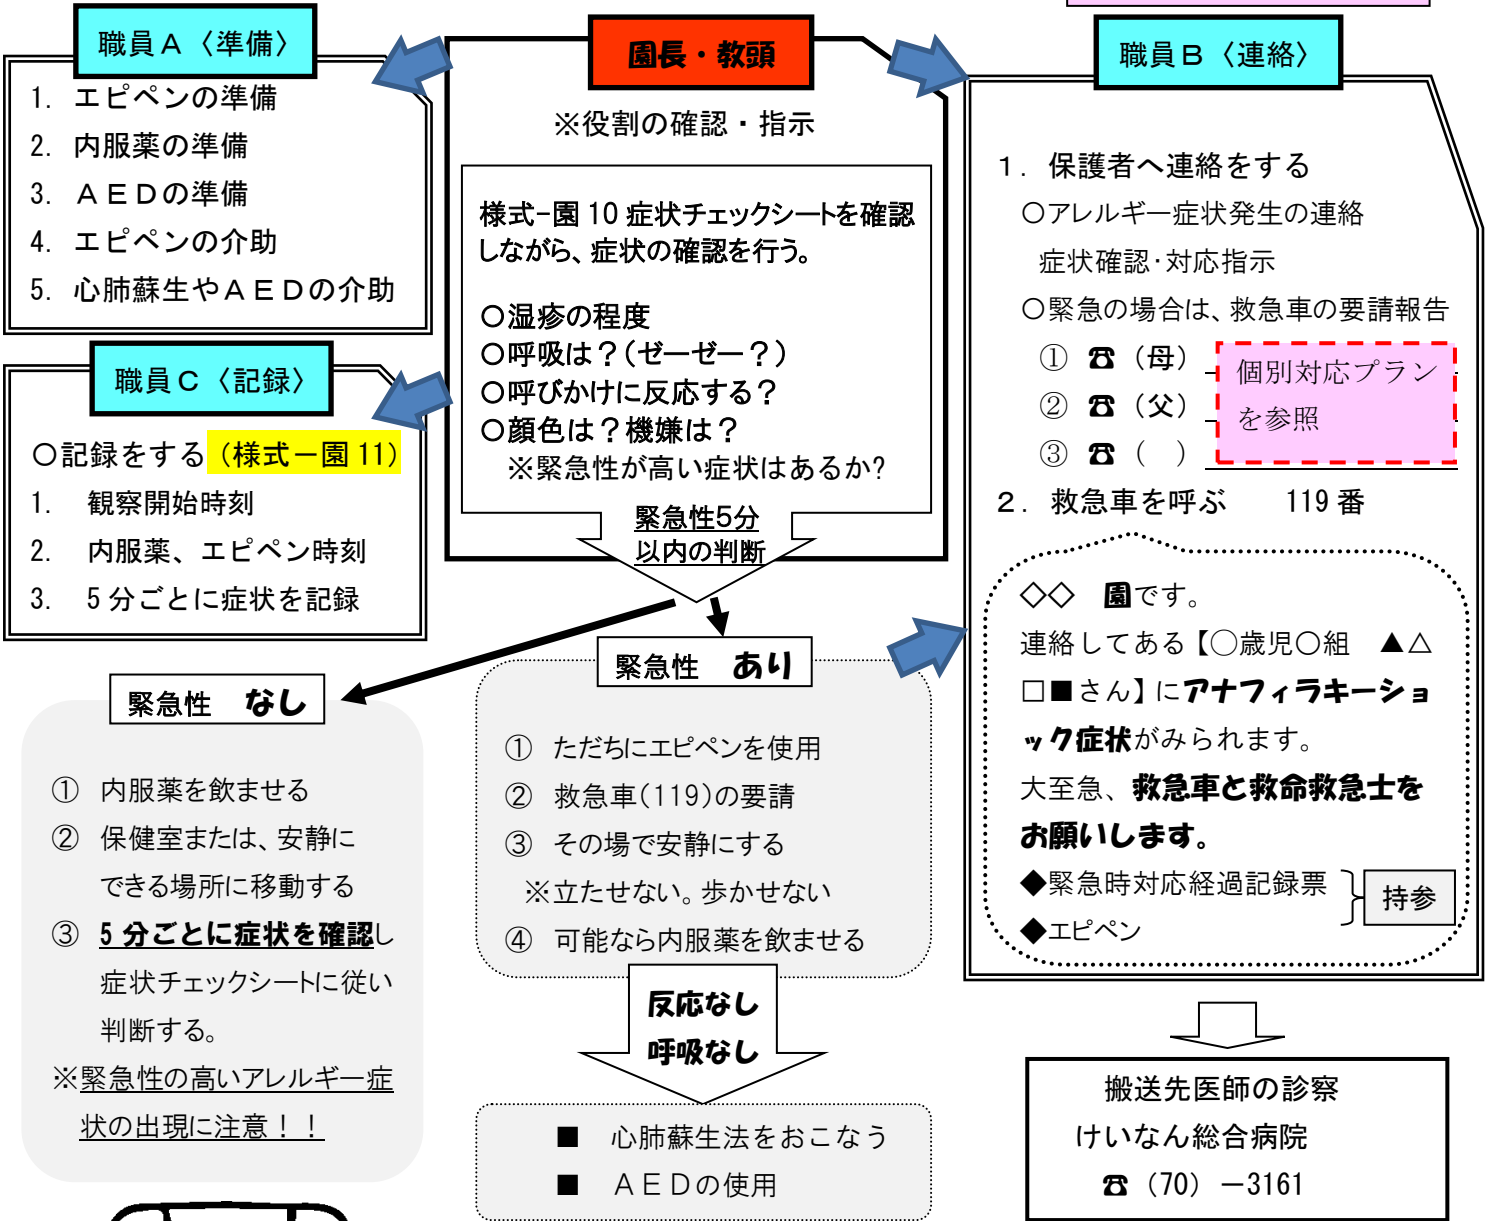 職員Ａ〈準備〉
1. エピペンの準備
2. 内服薬の準備
3. ＡＥＤの準備
4. エピペンの介助
5. 心肺蘇生やＡＥＤの介助
職員Ｃ〈記録〉
○記録をする（様式－園11）
1. 観察開始時刻
2. 内服薬、エピペン時刻
3. 5分ごとに症状を記録
園長・教頭
※役割の確認・指示
様式-園10症状チェックシートを確認
しながら、症状の確認を行う。
○湿疹の程度
○呼吸は？（ゼーゼー？）
○呼びかけに反応する？
○顔色は？機嫌は？
※緊急性が高い症状はあるか?
緊急性5分
以内の判断
職員Ｂ〈連絡〉
１．保護者へ連絡をする
○アレルギー症状発生の連絡
症状確認・対応指示
○緊急の場合は、救急車の要請報告
① ☎（母）
② ☎（父）
③ ☎（　）
個別対応プラン
を参照
２．救急車を呼ぶ　119番
◇◇　園です。
連絡してある【○歳児○組　▲△
□■さん】にアナフィラキーショ
ック症状がみられます。
大至急、救急車と救命救急士を
お願いします。
◆緊急時対応経過記録票
◆エピペン
持参
緊急性　なし
① 内服薬を飲ませる
② 保健室または、安静に
できる場所に移動する
③ 5分ごとに症状を確認し
症状チェックシートに従い
判断する。
※緊急性の高いアレルギー症
状の出現に注意！！
緊急性　あり
① ただちにエピペンを使用
② 救急車(119)の要請
③ その場で安静にする
※立たせない。歩かせない
④ 可能なら内服薬を飲ませる
反応なし
呼吸なし
■ 心肺蘇生法をおこなう
■ ＡＥＤの使用
搬送先医師の診察
けいなん総合病院
☎（70）－3161